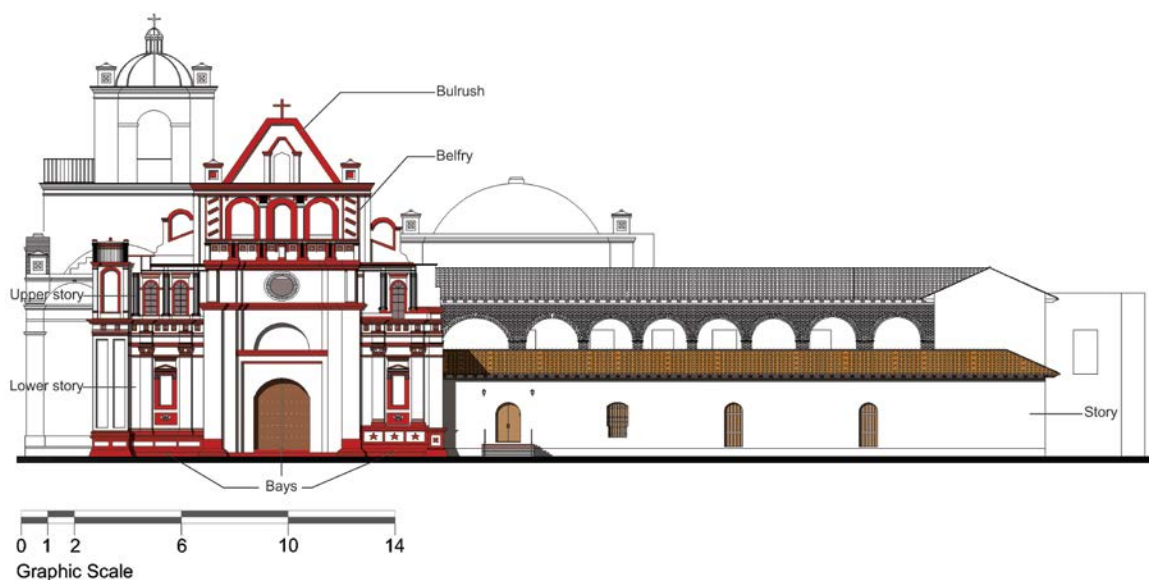 Bulrush
Belfry
Upper story
Lower story
Story
Bays
0 1 2 6 10 14
Graphic Scale